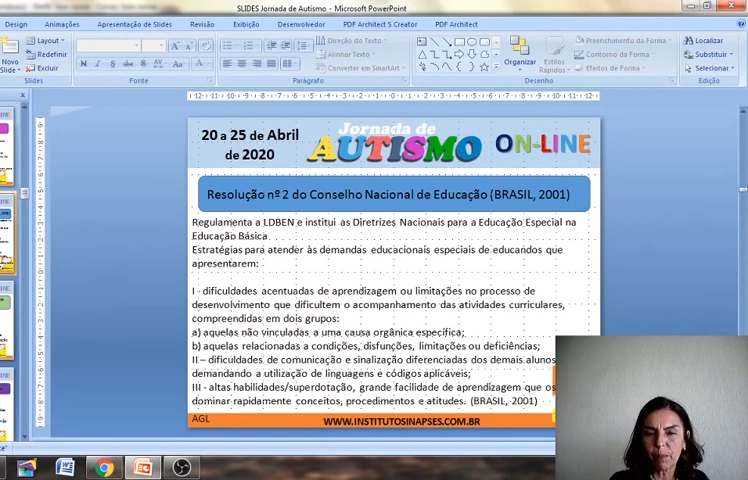 SLIDES Jornada de Autismo - Microsoft PowerPoint
Design Animações Apresentação de Slides Revisão Exibição Desenvolvedor PDF Architect 5 Creator PDF Architect
Layout
Redefinir
Novo Slide
Excluir
Slides
Fonte
Direção do Texto
Alinhar Texto
Converter em SmartArt
Parágrafo
Organizar
Estilos Rápidos
Preenchimento da Forma
Contorno da Forma
Efeitos de Forma
Desenho
Localizar
Substituir
Selecionar
Edição
20 a 25 de Abril
de 2020
Jornada de
AUTISMO
ON-LINE
Resolução nº 2 do Conselho Nacional de Educação (BRASIL, 2001)
Regulamenta a LDBEN e institui as Diretrizes Nacionais para a Educação Especial na
Educação Básica
Estratégias para atender às demandas educacionais especiais de educandos que
apresentarem:
I - dificuldades acentuadas de aprendizagem ou limitações no processo de
desenvolvimento que dificultem o acompanhamento das atividades curriculares,
compreendidas em dois grupos:
a) aquelas não vinculadas a uma causa orgânica específica;
b) aquelas relacionadas a condições, disfunções, limitações ou deficiências;
II – dificuldades de comunicação e sinalização diferenciadas dos demais alunos
demandando a utilização de linguagens e códigos aplicáveis;
III - altas habilidades/superdotação, grande facilidade de aprendizagem que os
dominar rapidamente conceitos, procedimentos e atitudes. (BRASIL, 2001)
AGL
WWW.INSTITUTOSINAPSES.COM.BR